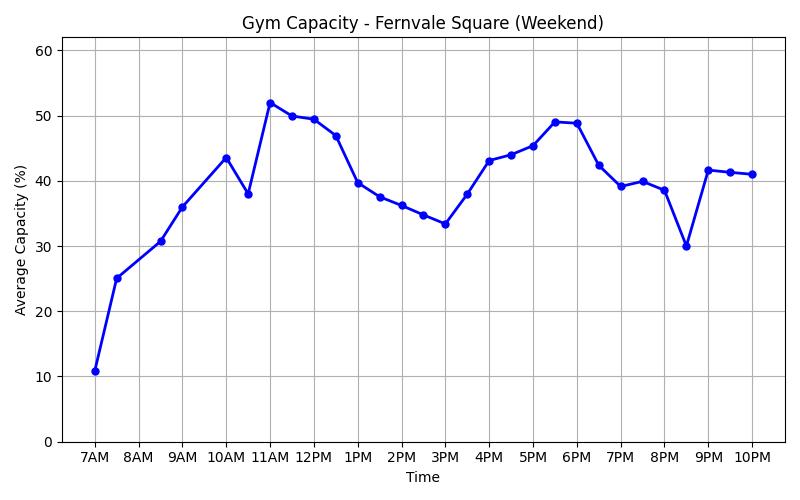 Gym Capacity - Fernvale Square (Weekend)
Average Capacity (%)
60
50
40
30
20
10
0
7AM 8AM 9AM 10AM 11AM 12PM 1PM 2PM 3PM 4PM 5PM 6PM 7PM 8PM 9PM 10PM
Time